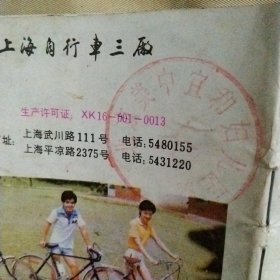 上海自行車三廠
生产许可证：XK16-001-0013
址：上海武川路111号 电话：5480155
上海平凉路2375号 电话：5431220